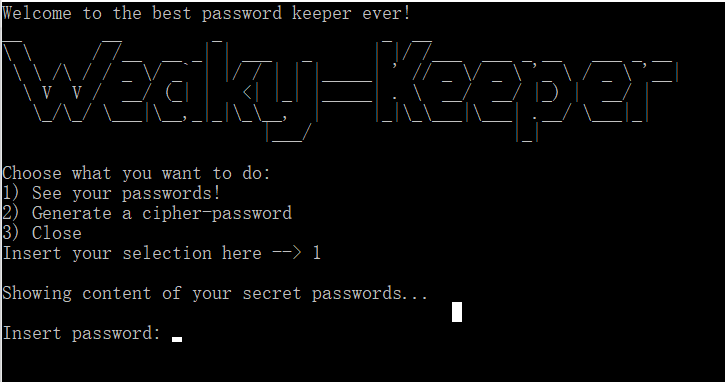 Welcome to the best password keeper ever!
weaky-keeper
Choose what you want to do:
1) See your passwords!
2) Generate a cipher-password
3) Close
Insert your selection here --> 1
Showing content of your secret passwords...
Insert password: